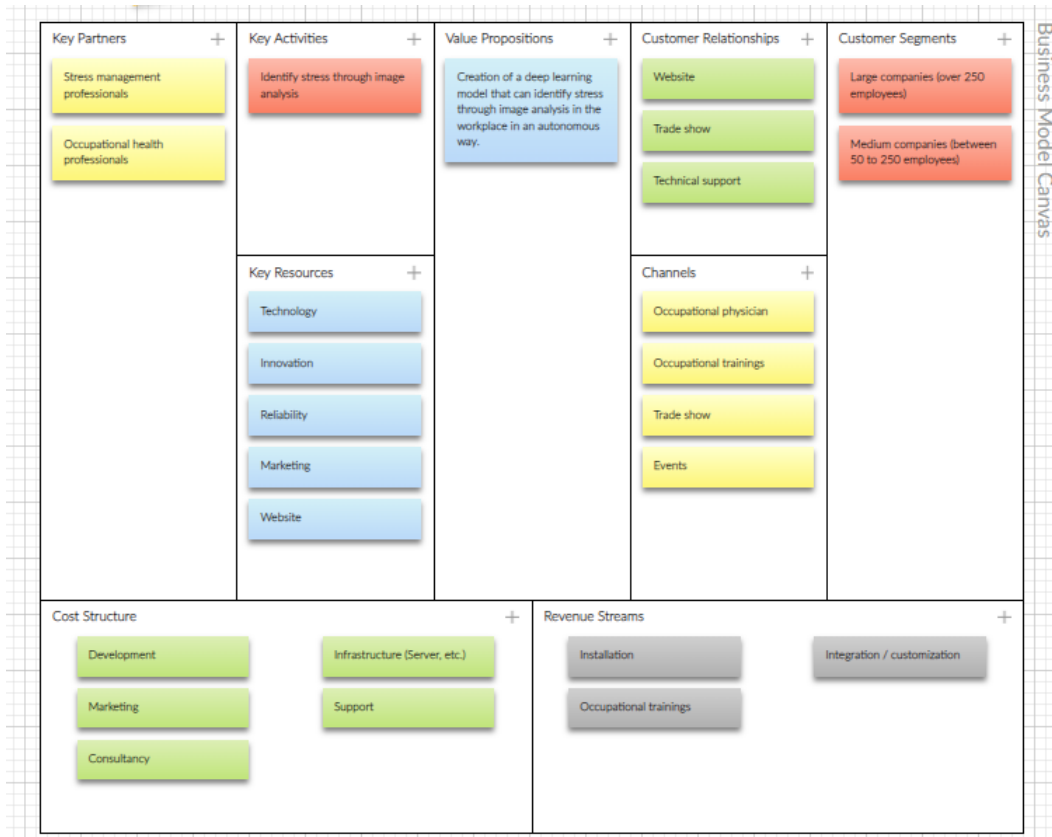 Business Model Canvas
Key Partners
Stress management
professionals
Occupational health
professionals
Key Activities
Identify stress through image
analysis
Key Resources
Technology
Innovation
Reliability
Marketing
Website
Value Propositions
Creation of a deep learning
model that can identify stress
through image analysis in the
workplace in an autonomous
way.
Customer Relationships
Website
Trade show
Technical support
Channels
Occupational physician
Occupational trainings
Trade show
Events
Customer Segments
Large companies (over 250
employees)
Medium companies (between
50 to 250 employees)
Cost Structure
Development
Marketing
Consultancy
Infrastructure (Server, etc.)
Support
Revenue Streams
Installation
Occupational trainings
Integration / customization